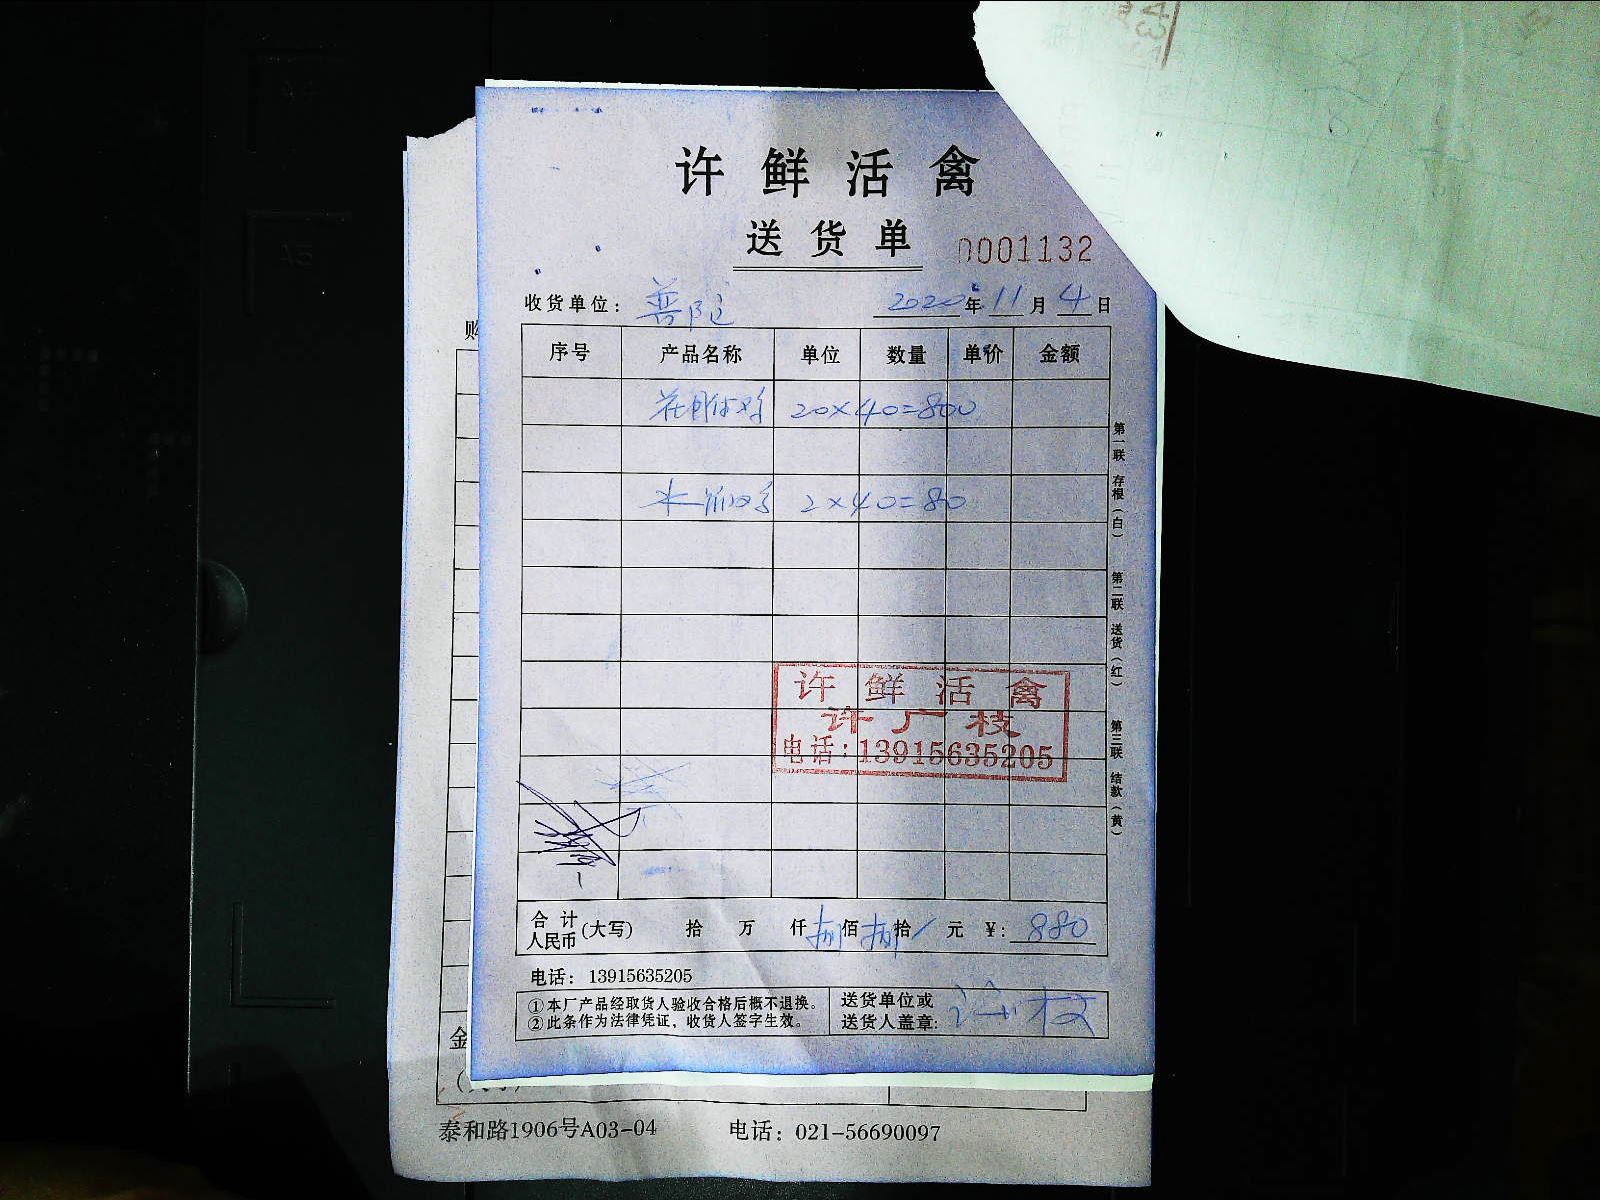 许鲜活禽
送货单
0001132
收货单位: 普陀 2020年11月4日
序号 产品名称 单位 数量 单价 金额
20×40=800
2×40=80
许鲜活禽
许广枝
电话:13915635205
合计人民币(大写) 拾 万 仟捌佰捌拾/元 ¥: 880
电话: 13915635205
①本厂产品经取货人验收合格后概不退换。
②此条作为法律凭证,收货人签字生效。
送货单位或
送货人盖章:
第一联 存根(白) 第二联 送货(红) 第三联 结款(黄)
购
金
泰和路1906号A03-04 电话: 021-56690097